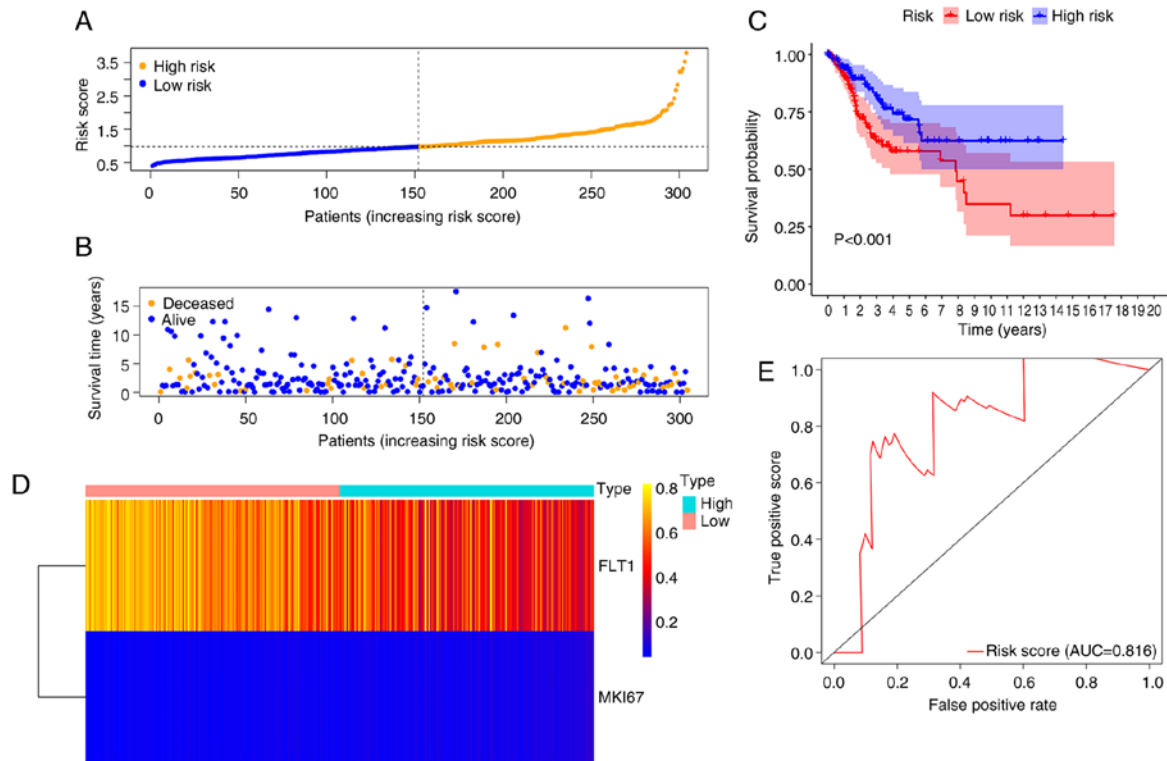 A
3.5
2.5
1.5
0.5
Risk score
High risk
Low risk
0 50 100 150 200 250 300
Patients (increasing risk score)
B
15
10
5
0
Survival time (years)
Deceased
Alive
0 50 100 150 200 250 300
Patients (increasing risk score)
C
Risk Low risk High risk
1.00
0.75
0.50
0.25
0.00
Survival probability
P<0.001
0 1 2 3 4 5 6 7 8 9 10 11 12 13 14 15 16 17 18 19 20
Time (years)
D
Type
Type
High
Low
FLT1
MKI67
0.8
0.6
0.4
0.2
E
1.0
0.8
0.6
0.4
0.2
0.0
True positive score
Risk score (AUC=0.816)
0.0 0.2 0.4 0.6 0.8 1.0
False positive rate